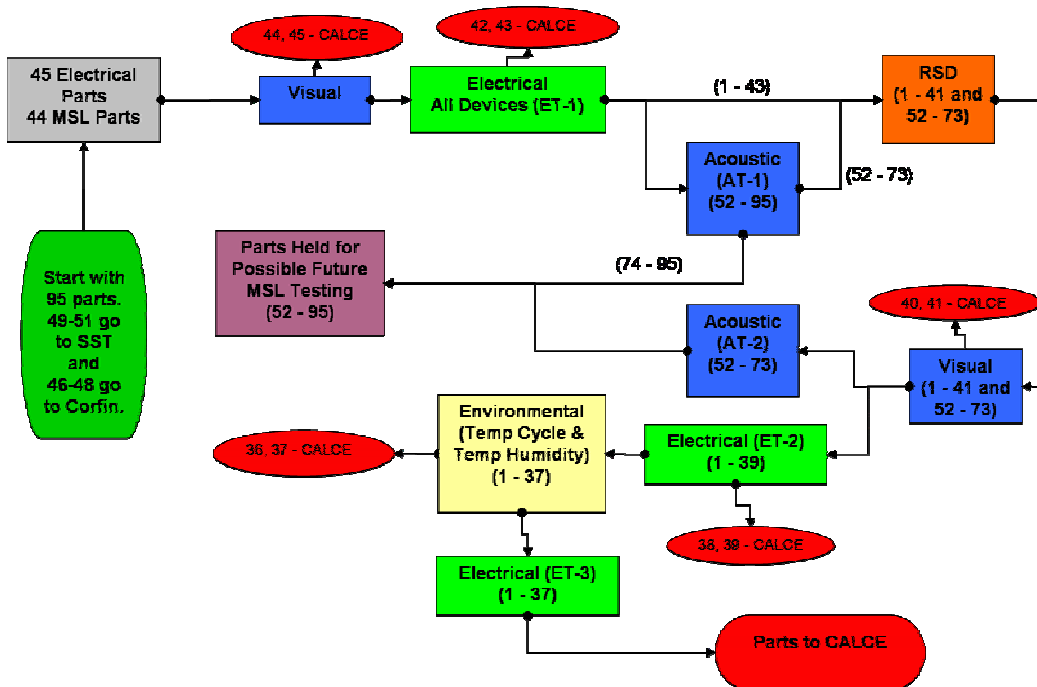 44, 45 - CALCE
42, 43 - CALCE
45 Electrical
Parts
44 MSL Parts
Visual
Electrical
All Devices (ET-1)
(1 - 43)
RSD
(1 - 41 and
52 - 73)
Acoustic
(AT-1)
(52 - 95)
(52 - 73)
Start with
95 parts.
49-51 go
to SST
and
46-48 go
to Corfin.
Parts Held for
Possible Future
MSL Testing
(52 - 95)
(74 - 95)
Acoustic
(AT-2)
(52 - 73)
40, 41 - CALCE
Visual
(1 - 41 and
52 - 73)
Environmental
(Temp Cycle &
Temp Humidity)
(1 - 37)
36, 37 - CALCE
Electrical (ET-2)
(1 - 39)
38, 39 - CALCE
Electrical (ET-3)
(1 - 37)
Parts to CALCE